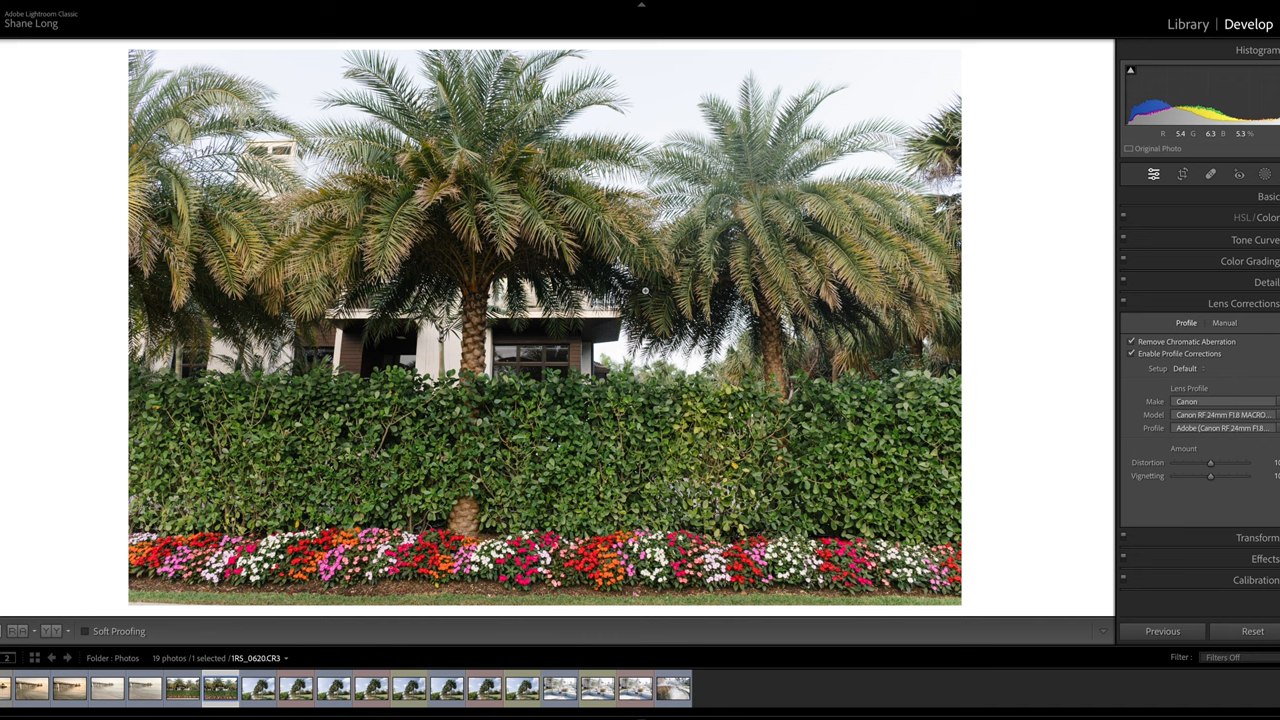 Adobe Lightroom Classic
Shane Long
Library | Develop
Histogram
R 5.4 G 6.3 B 5.3 %
Original Photo
Basic
HSL / Color
Tone Curve
Color Grading
Detail
Lens Corrections
Profile Manual
Remove Chromatic Aberration
Enable Profile Corrections
Setup Default
Lens Profile
Make Canon
Model Canon RF 24mm F1.8 MACRO...
Profile Adobe (Canon RF 24mm F1.8...
Amount
Distortion 10
Vignetting 10
Transform
Effects
Calibration
Soft Proofing
Previous Reset
2 Folder : Photos 19 photos / 1 selected / 1R5_0620.CR3
Filter : Filters Off